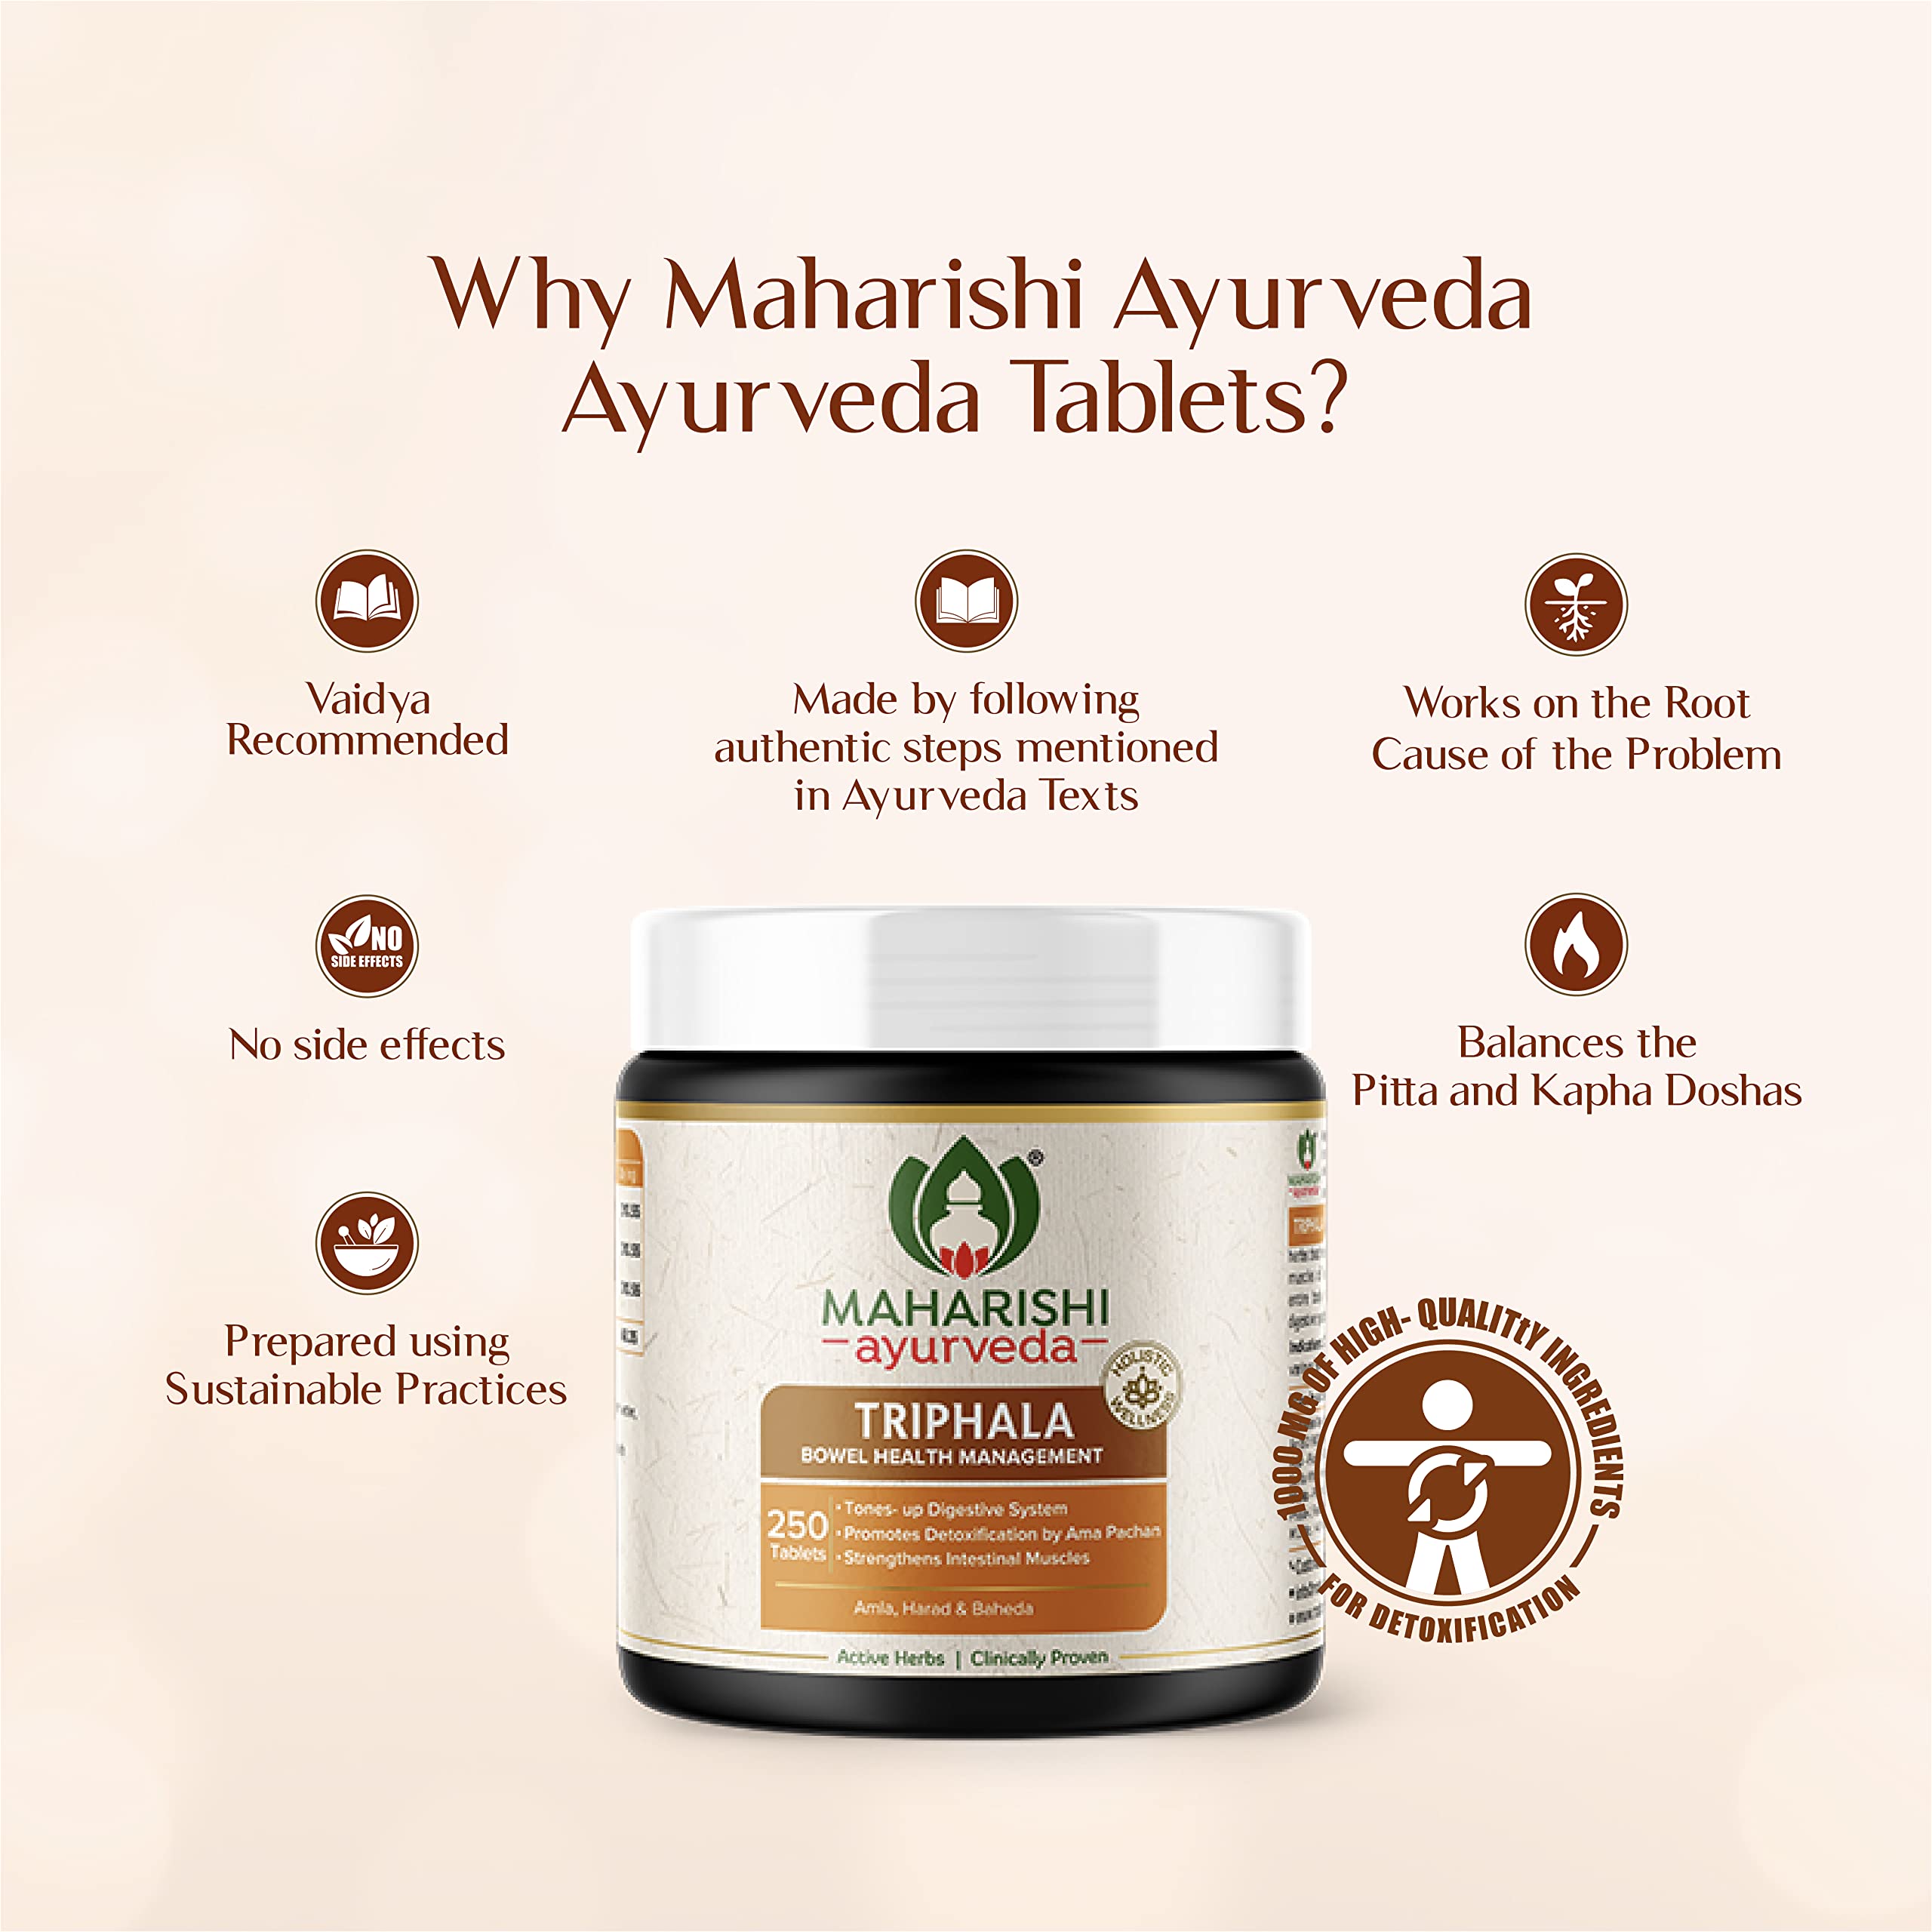 Why Maharishi Ayurveda
Ayurveda Tablets?
Vaidya
Recommended
Made by following
authentic steps mentioned
in Ayurveda Texts
Works on the Root
Cause of the Problem
NO
SIDE EFFECTS
No side effects
Balances the
Pitta and Kapha Doshas
Prepared using
Sustainable Practices
®
MAHARISHI
ayurveda
HOLISTIC
WELLNESS
TRIPHALA
BOWEL HEALTH MANAGEMENT
250
Tablets
• Tones- up Digestive System
• Promotes Detoxification by Ama Pachan
• Strengthens Intestinal Muscles
Amla, Harad & Baheda
Active Herbs | Clinically Proven
1000 MG OF HIGH- QUALITtY INGREDIENTS
FOR DETOXIFICATION